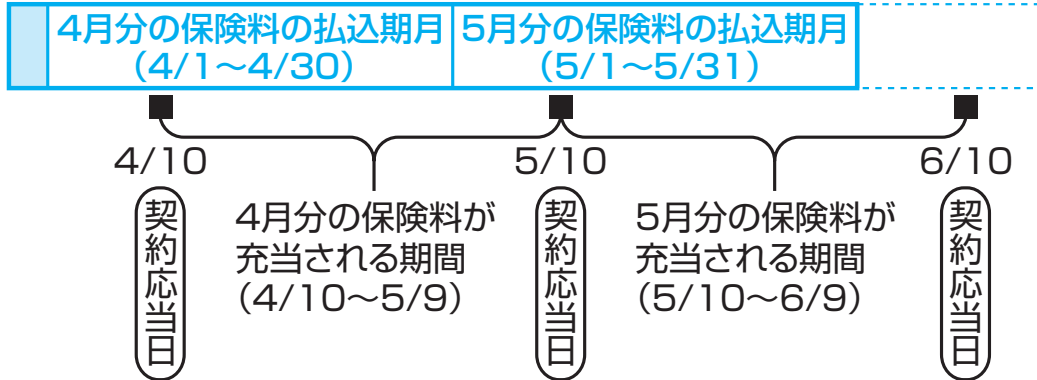 4月分の保険料の払込期月
（4/1～4/30）
5月分の保険料の払込期月
（5/1～5/31）
4/10
5/10
6/10
契約応当日
4月分の保険料が
充当される期間
（4/10～5/9）
契約応当日
5月分の保険料が
充当される期間
（5/10～6/9）
契約応当日